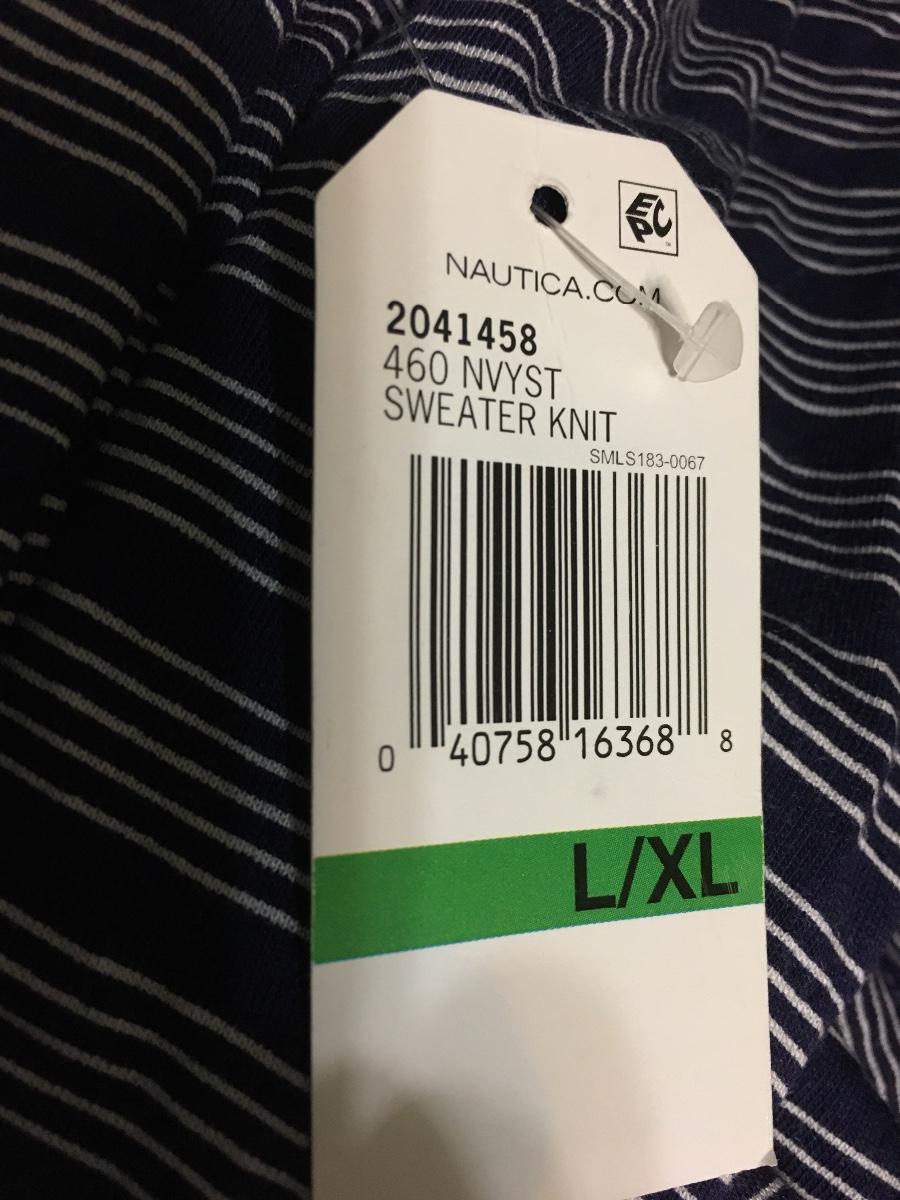 EPC
NAUTICA.COM
2041458
460 NVYST
SWEATER KNIT
SMLS183-0067
0 40758 16368 8
L/XL